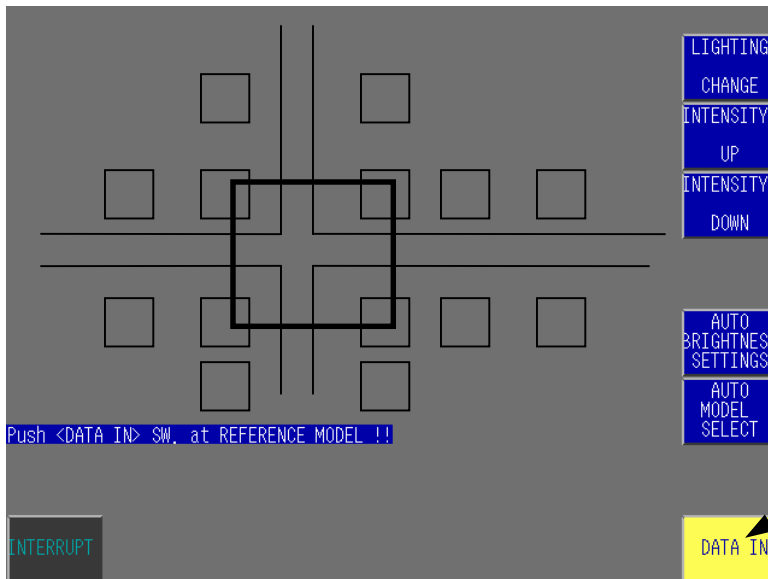 LIGHTING
CHANGE
INTENSITY
UP
INTENSITY
DOWN
AUTO
BRIGHTNES
SETTINGS
AUTO
MODEL
SELECT
Push <DATA IN> SW. at REFERENCE MODEL !!
INTERRUPT
DATA IN